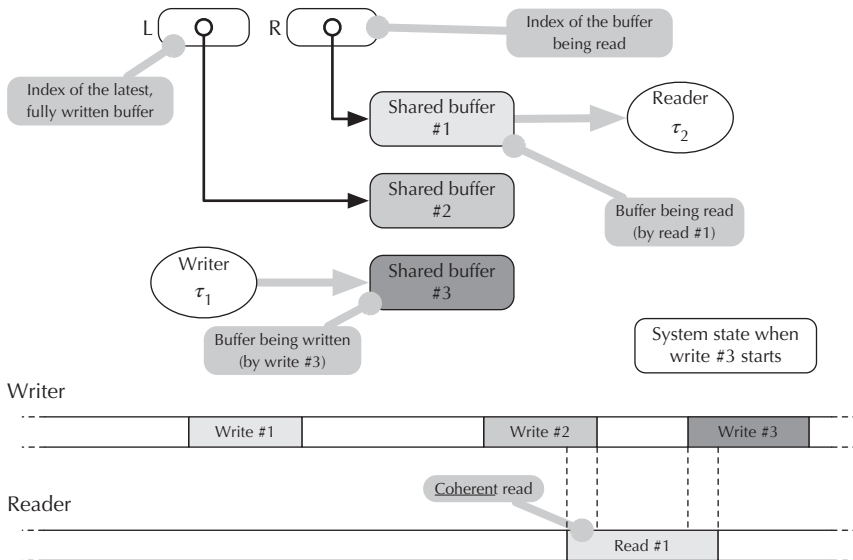 L
R
Index of the buffer
being read
Index of the latest,
fully written buffer
Shared buffer
#1
Reader
τ2
Shared buffer
#2
Buffer being read
(by read #1)
Writer
τ1
Shared buffer
#3
Buffer being written
(by write #3)
System state when
write #3 starts
Writer
Write #1
Write #2
Write #3
Coherent read
Reader
Read #1